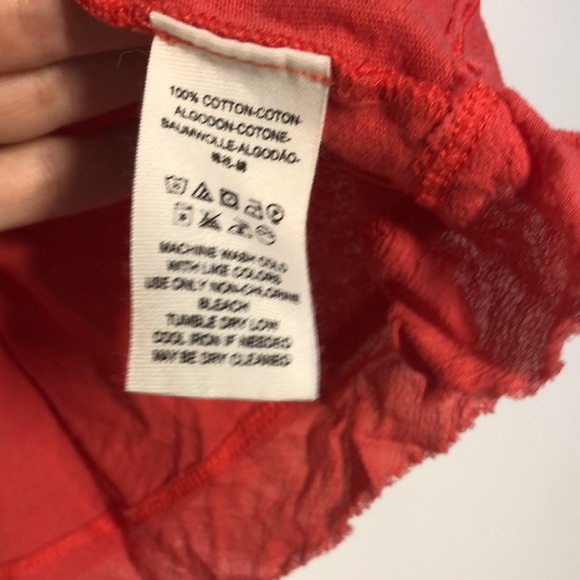 100% COTTON-COTON-
ALGODON-COTONE-
BAUMWOLLE-ALGODÃO-
MACHINE WASH COLD
WITH LIKE COLORS
USE ONLY NON-CHLORINE
BLEACH
TUMBLE DRY LOW
COOL IRON IF NEEDED
MAY BE DRY CLEANED